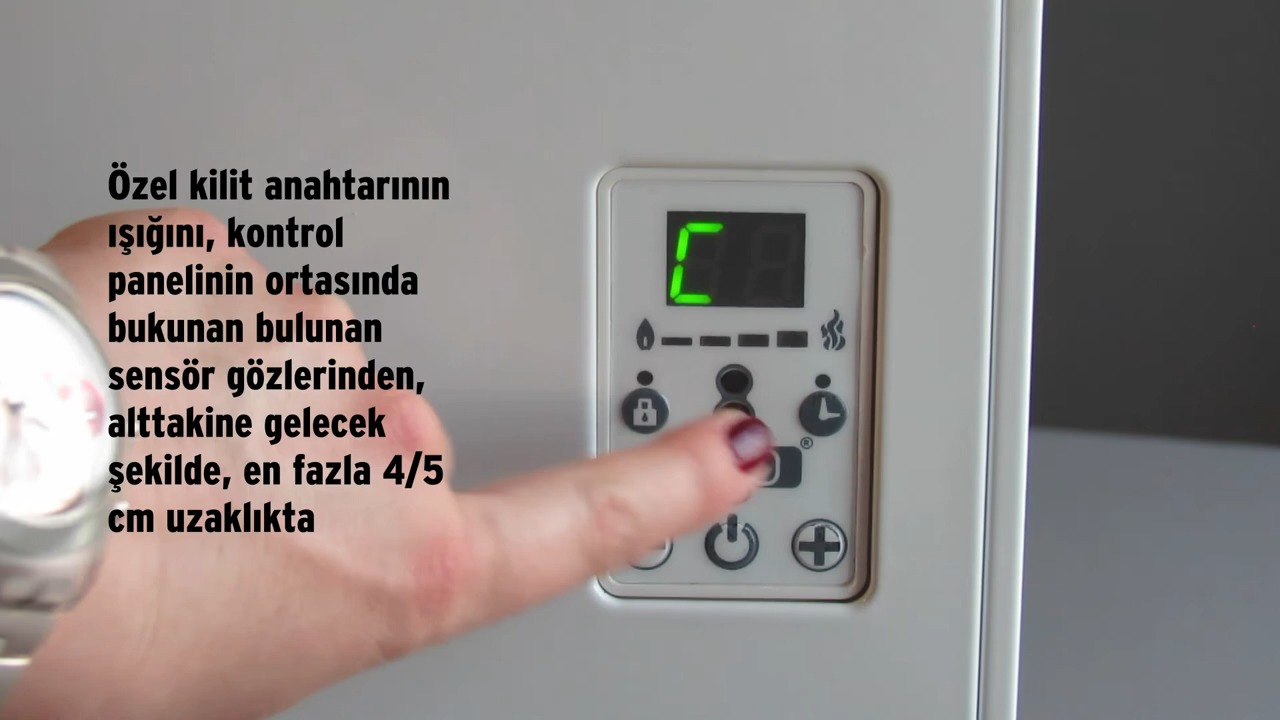 Özel kilit anahtarının
ışığını, kontrol
panelinin ortasında
bukunan bulunan
sensör gözlerinden,
alttakine gelecek
şekilde, en fazla 4/5
cm uzaklıkta
C
®